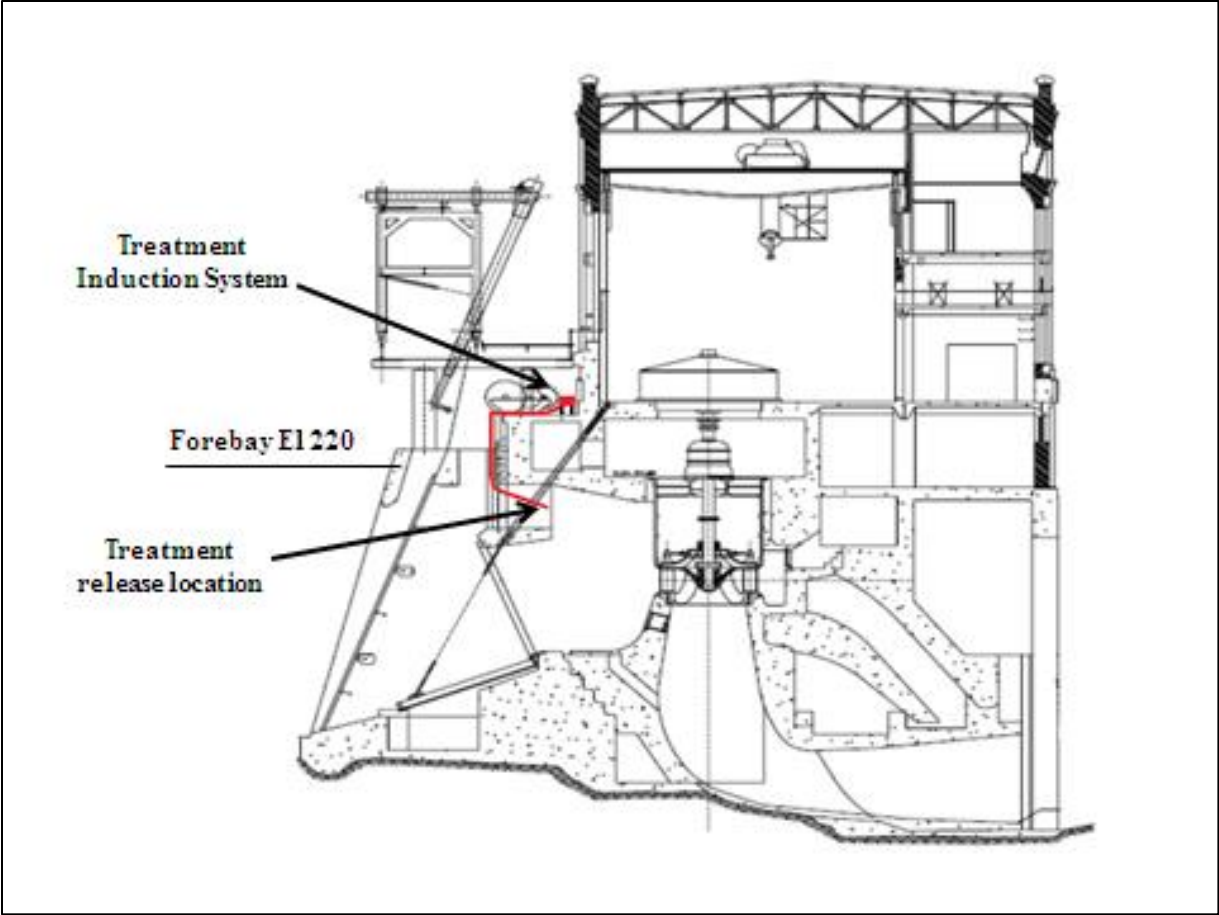 Treatment
Induction System
Forebay El 220
Treatment
release location